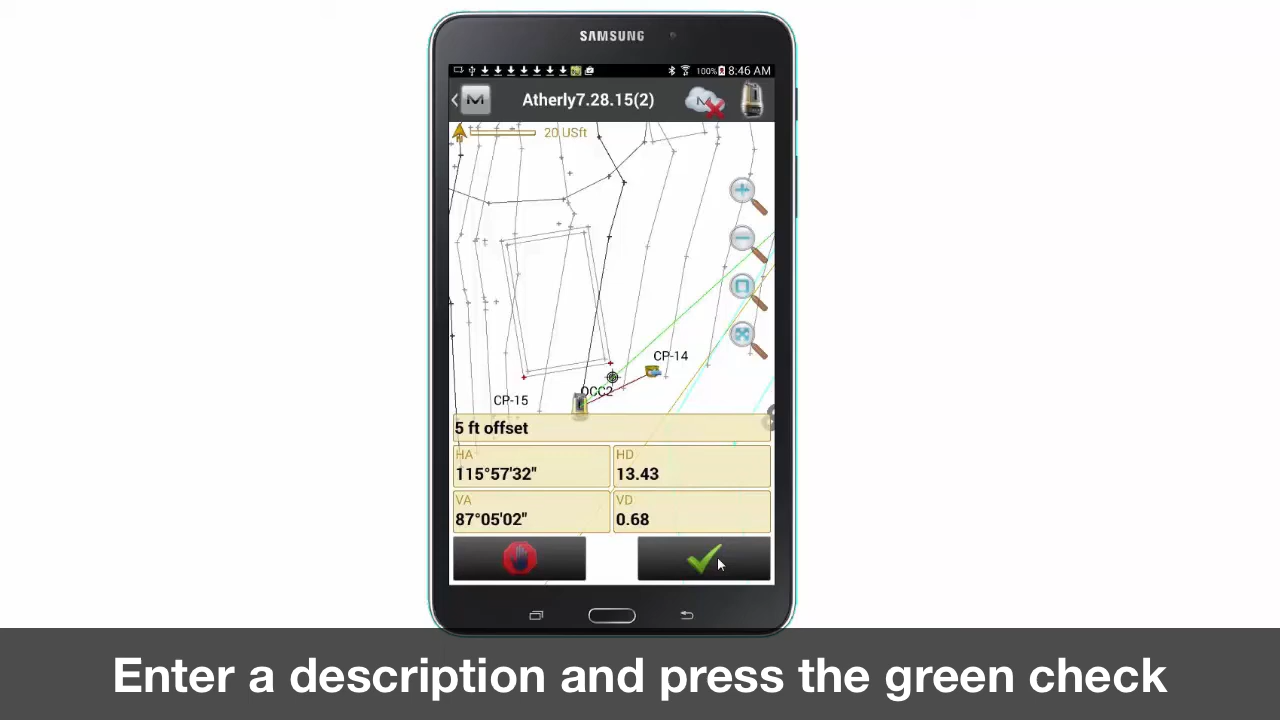 SAMSUNG
100% 8:46 AM
Atherly7.28.15(2)
20 USft
CP-14
OCC2
CP-15
5 ft offset
HA
115°57'32"
HD
13.43
VA
87°05'02"
VD
0.68
Enter a description and press the green check